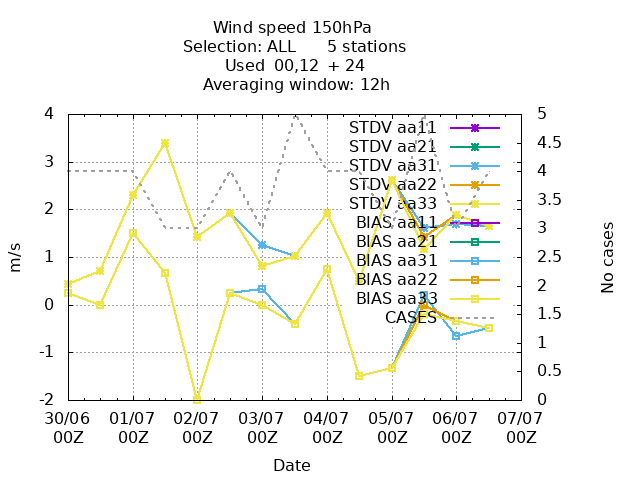 Wind speed 150hPa
Selection: ALL 5 stations
Used 00,12 + 24
Averaging window: 12h
4
3
2
1
0
-1
-2
m/s
5
4.5
4
3.5
3
2.5
2
1.5
1
0.5
0
No cases
STDV aa11
STDV aa21
STDV aa31
STDV aa22
STDV aa33
BIAS aa11
BIAS aa21
BIAS aa31
BIAS aa22
BIAS aa33
CASES
30/06 01/07 02/07 03/07 04/07 05/07 06/07 07/07
00Z 00Z 00Z 00Z 00Z 00Z 00Z 00Z
Date